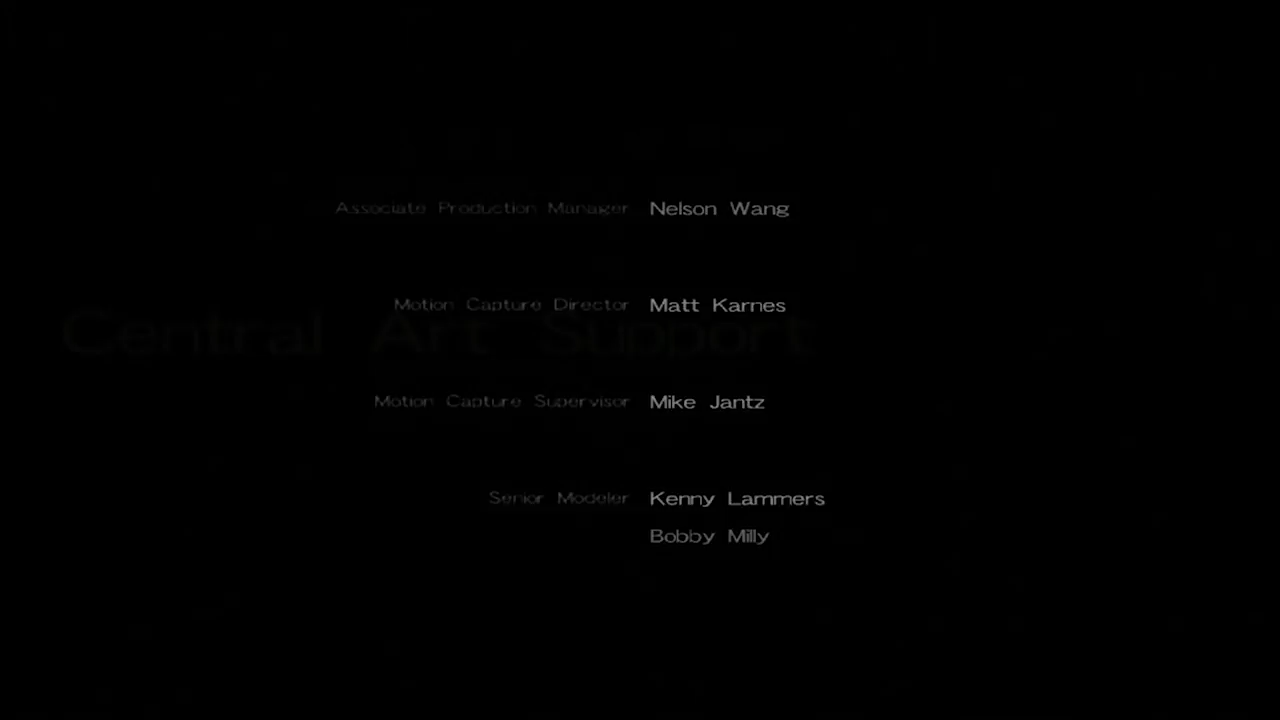 Associate Production Manager Nelson Wang
Motion Capture Director Matt Karnes
Central Art Support
Motion Capture Supervisor Mike Jantz
Senior Modeler Kenny Lammers
Bobby Milly